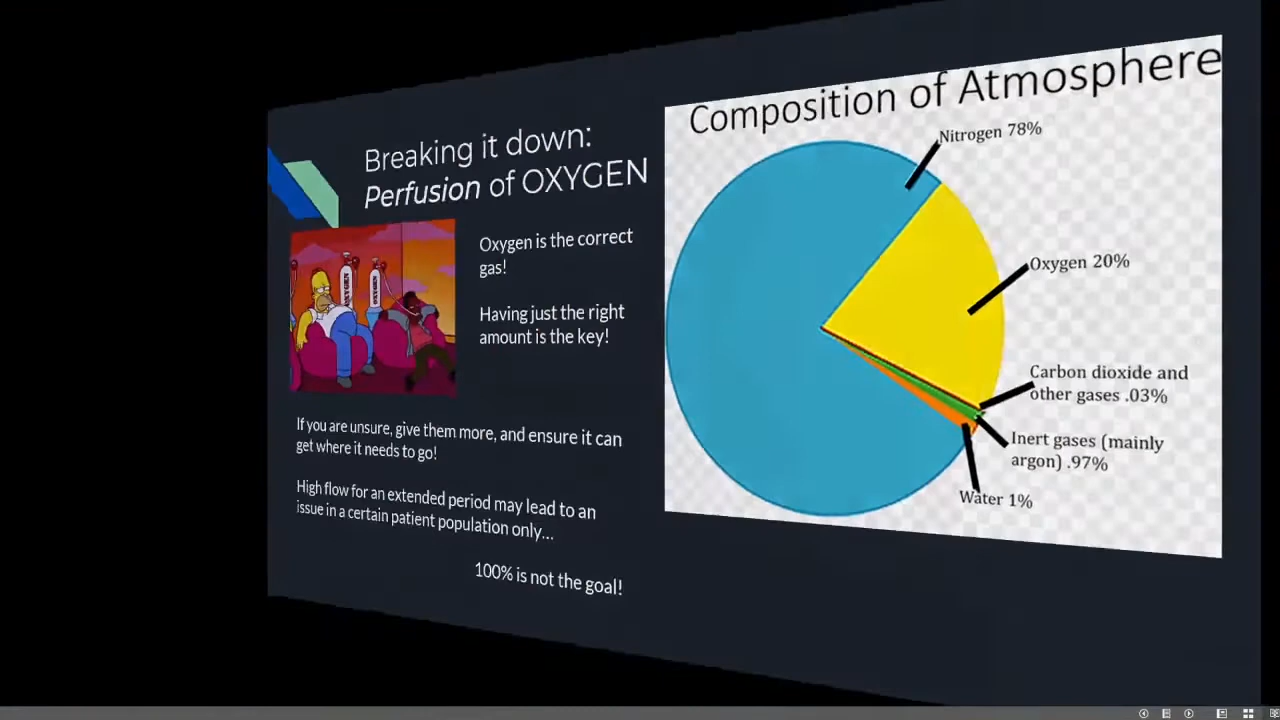 Breaking it down:
Perfusion of OXYGEN
Oxygen is the correct
gas!
Having just the right
amount is the key!
If you are unsure, give them more, and ensure it can
get where it needs to go!
High flow for an extended period may lead to an
issue in a certain patient population only...
100% is not the goal!
Composition of Atmosphere
Nitrogen 78%
Oxygen 20%
Carbon dioxide and
other gases .03%
Inert gases (mainly
argon) .97%
Water 1%